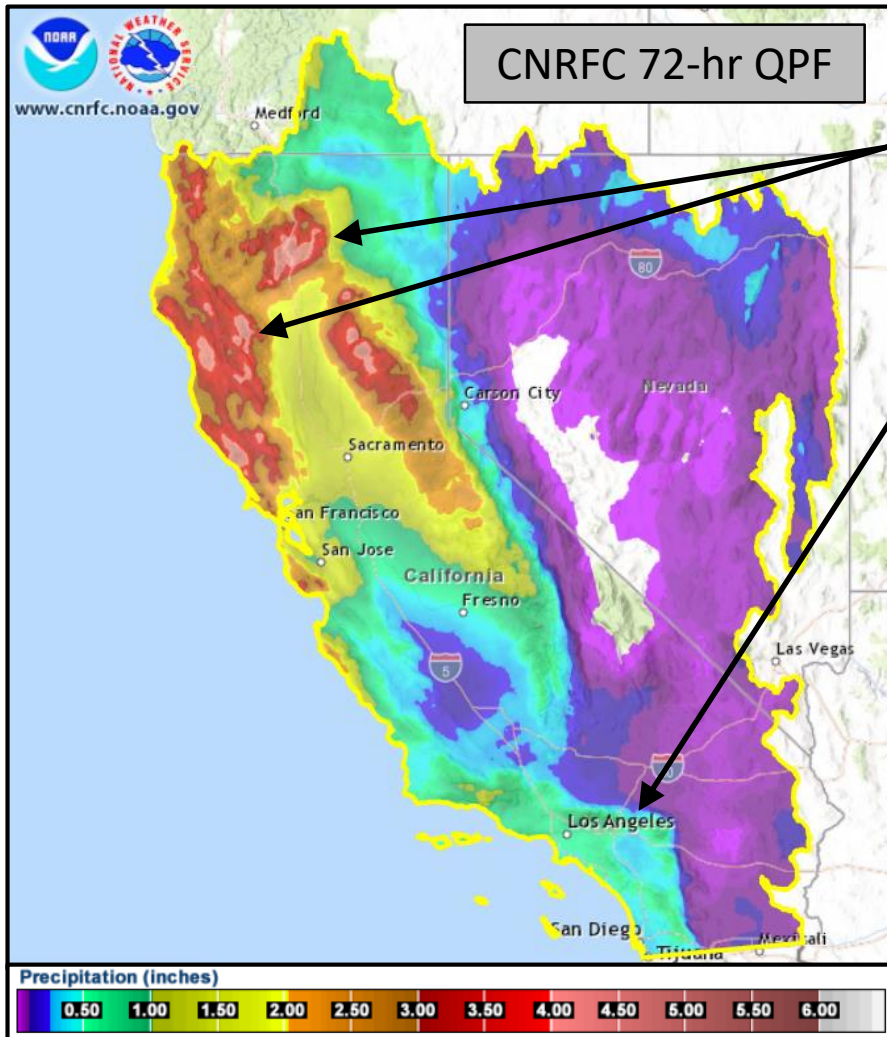 NOAA
NATIONAL WEATHER SERVICE
CNRFC 72-hr QPF
www.cnrfc.noaa.gov
Medford
80
Nevada
Carson City
Sacramento
an Francisco
San Jose
California
Fresno
Las Vegas
5
Los Angeles
San Diego
Mexicali
Tijuana
Precipitation (inches)
0.50 1.00 1.50 2.00 2.50 3.00 3.50 4.00 4.50 5.00 5.50 6.00